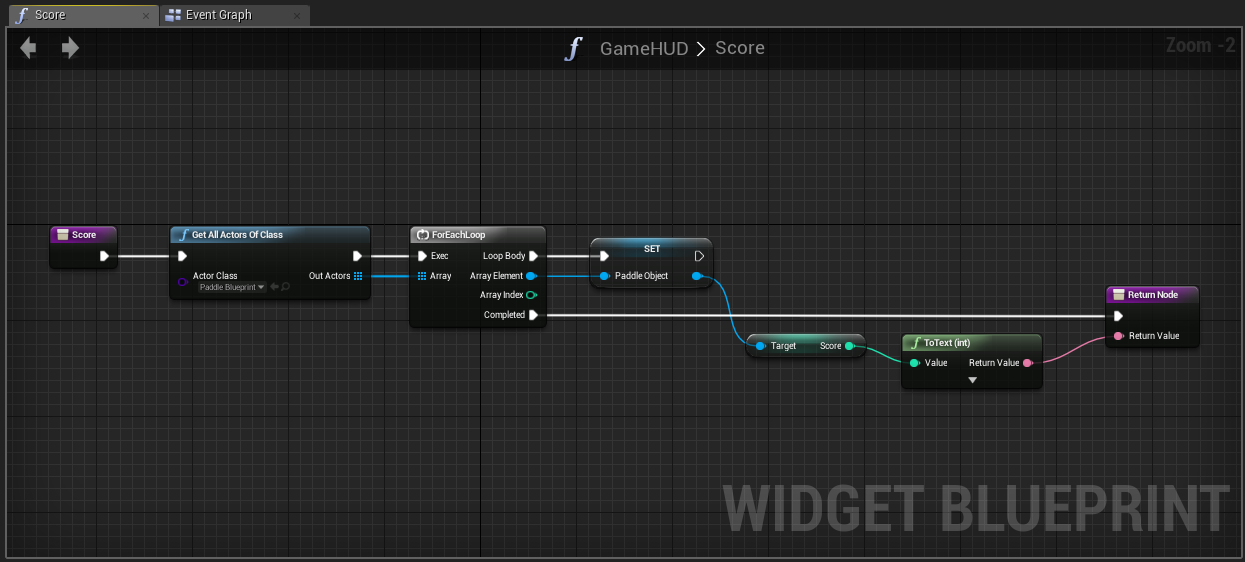 Score
Event Graph
GameHUD > Score
Zoom -2
Score
Get All Actors Of Class
Actor Class
Paddle Blueprint
Out Actors
ForEachLoop
Exec
Loop Body
Array
Array Element
Array Index
Completed
SET
Paddle Object
Target
Score
ToText (int)
Value
Return Value
Return Node
Return Value
WIDGET BLUEPRINT